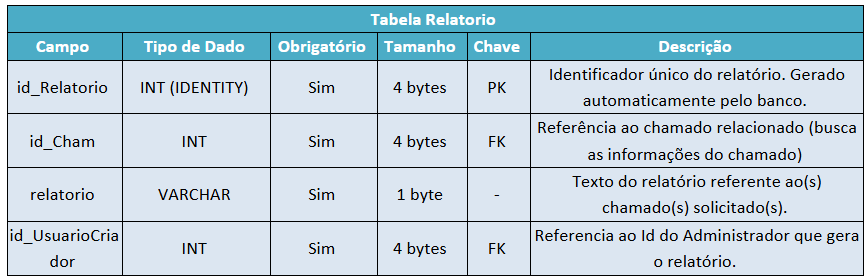 Tabela Relatorio
Campo Tipo de Dado Obrigatório Tamanho Chave Descrição
id_Relatorio INT (IDENTITY) Sim 4 bytes PK Identificador único do relatório. Gerado
automaticamente pelo banco.
id_Cham INT Sim 4 bytes FK Referência ao chamado relacionado (busca
as informações do chamado)
relatorio VARCHAR Sim 1 byte - Texto do relatório referente ao(s)
chamado(s) solicitado(s).
id_UsuarioCria
dor INT Sim 4 bytes FK Referencia ao Id do Administrador que gera
o relatório.